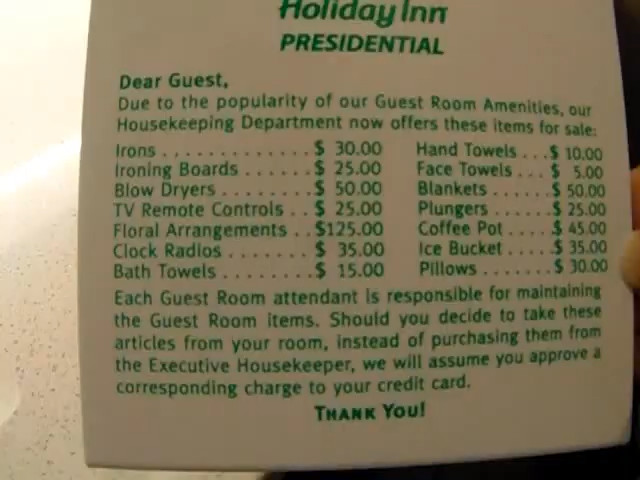 Holiday Inn
PRESIDENTIAL
Dear Guest,
Due to the popularity of our Guest Room Amenities, our
Housekeeping Department now offers these items for sale:
Irons . . . . . . . . . . . . . $ 30.00 Hand Towels . . . $ 10.00
Ironing Boards . . . . . . . $ 25.00 Face Towels . . . $ 5.00
Blow Dryers . . . . . . . . $ 50.00 Blankets . . . . . . $ 50.00
TV Remote Controls . . $ 25.00 Plungers . . . . . . $ 25.00
Floral Arrangements . . $125.00 Coffee Pot . . . . $ 45.00
Clock Radios . . . . . . . $ 35.00 Ice Bucket . . . . . $ 35.00
Bath Towels . . . . . . . . $ 15.00 Pillows . . . . . . . $ 30.00
Each Guest Room attendant is responsible for maintaining
the Guest Room items. Should you decide to take these
articles from your room, instead of purchasing them from
the Executive Housekeeper, we will assume you approve a
corresponding charge to your credit card.
THANK YOU!